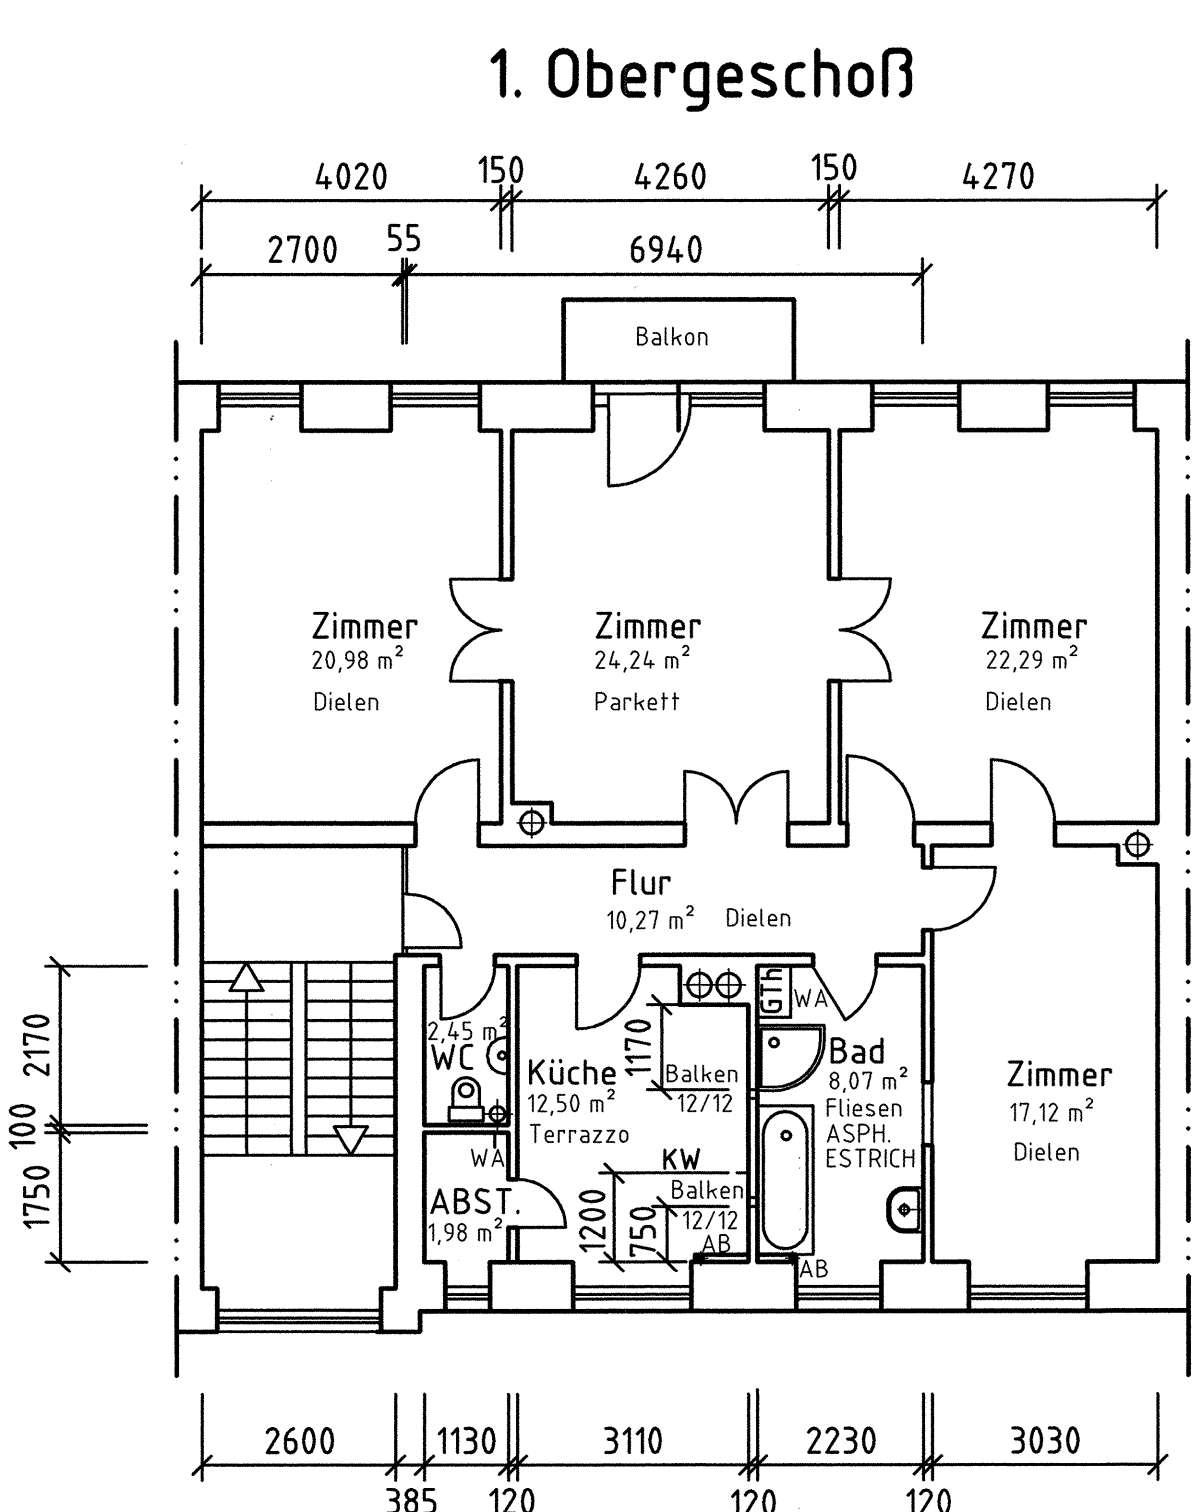 1. Obergeschoß
4020 150 4260 150 4270
2700 55 6940
Balkon
Zimmer
20,98 m²
Dielen
Zimmer
24,24 m²
Parkett
Zimmer
22,29 m²
Dielen
Flur
10,27 m² Dielen
2170
100
1750
2,45 m²
WC
WA
ABST.
1,98 m²
Küche
12,50 m²
Terrazzo
1170
Balken
12/12
KW
Balken
12/12
1200
750
AB
GTh
WA
Bad
8,07 m²
Fliesen
ASPH.
ESTRICH
AB
Zimmer
17,12 m²
Dielen
2600 1130 3110 2230 3030
385 120 120 120